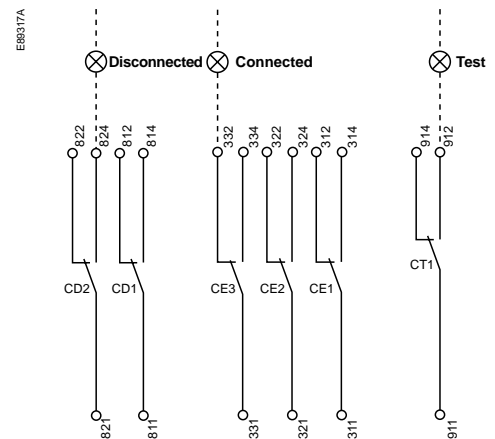 E89317A
Disconnected Connected Test
822 824 812 814 332 334 322 324 312 314 914 912
CD2 CD1 CE3 CE2 CE1 CT1
821 811 331 321 311 911